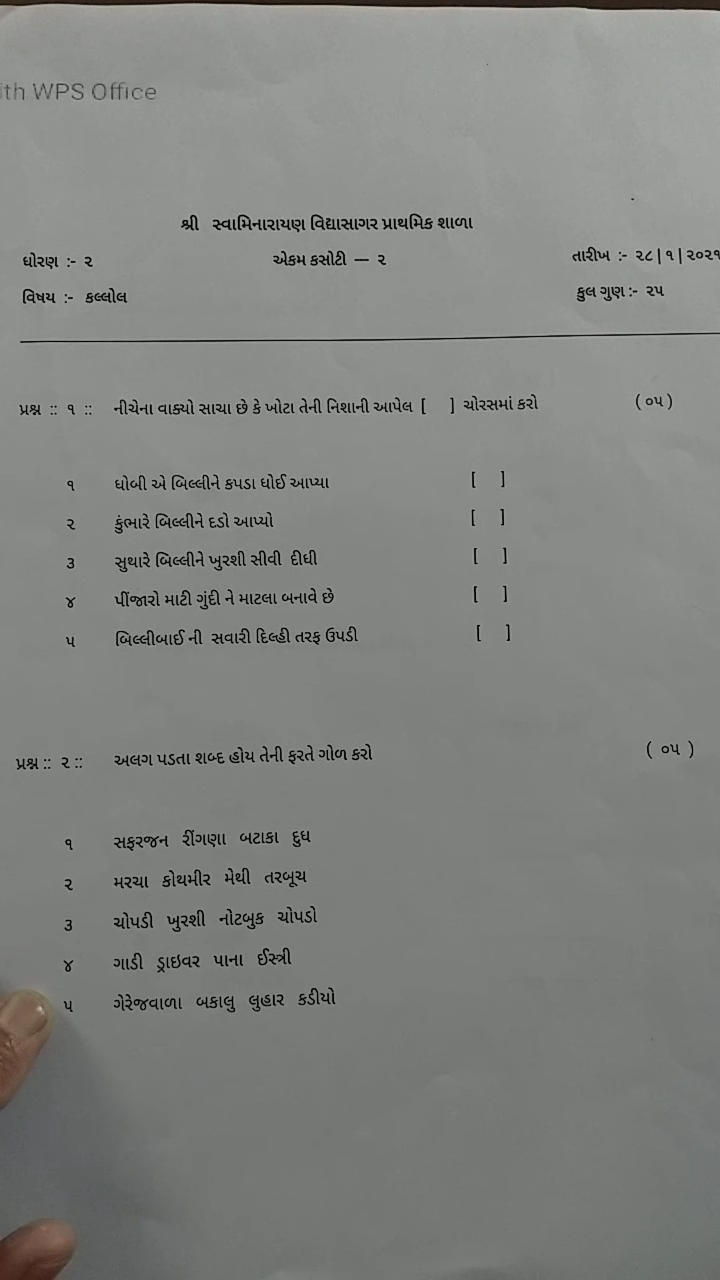 ith WPS Office
શ્રી સ્વામિનારાયણ વિદ્યાસાગર પ્રાથમિક શાળા
ધોરણ :- ૨ એકમ કસોટી — ૨ તારીખ :- ૨૮|૧|૨૦૨૧
વિષય :- કલ્લોલ કુલ ગુણ :- ૨૫
પ્રશ્ન :: ૧ :: નીચેના વાક્યો સાચા છે કે ખોટા તેની નિશાની આપેલ [ ] ચોરસમાં કરો (૦૫)
૧ ધોબી એ બિલ્લીને કપડા ધોઈ આપ્યા [ ]
૨ કુંભારે બિલ્લીને દડો આપ્યો [ ]
૩ સુથારે બિલ્લીને ખુરશી સીવી દીધી [ ]
૪ પીંજારો માટી ગુંદી ને માટલા બનાવે છે [ ]
૫ બિલ્લીબાઈ ની સવારી દિલ્હી તરફ ઉપડી [ ]
પ્રશ્ન :: ૨ :: અલગ પડતા શબ્દ હોય તેની ફરતે ગોળ કરો ( ૦૫ )
૧ સફરજન રીંગણા બટાકા દુધ
૨ મરચા કોથમીર મેથી તરબૂચ
૩ ચોપડી ખુરશી નોટબુક ચોપડો
૪ ગાડી ડ્રાઇવર પાના ઈસ્ત્રી
૫ ગેરેજવાળા બકાલુ લુહાર કડીયો